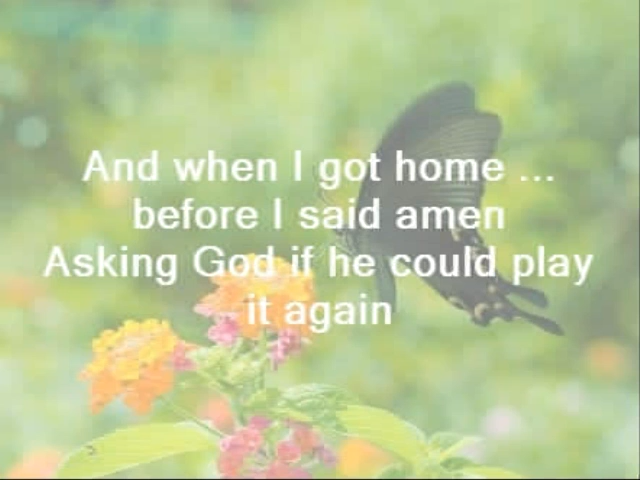 And when I got home ...
before I said amen
Asking God if he could play
it again